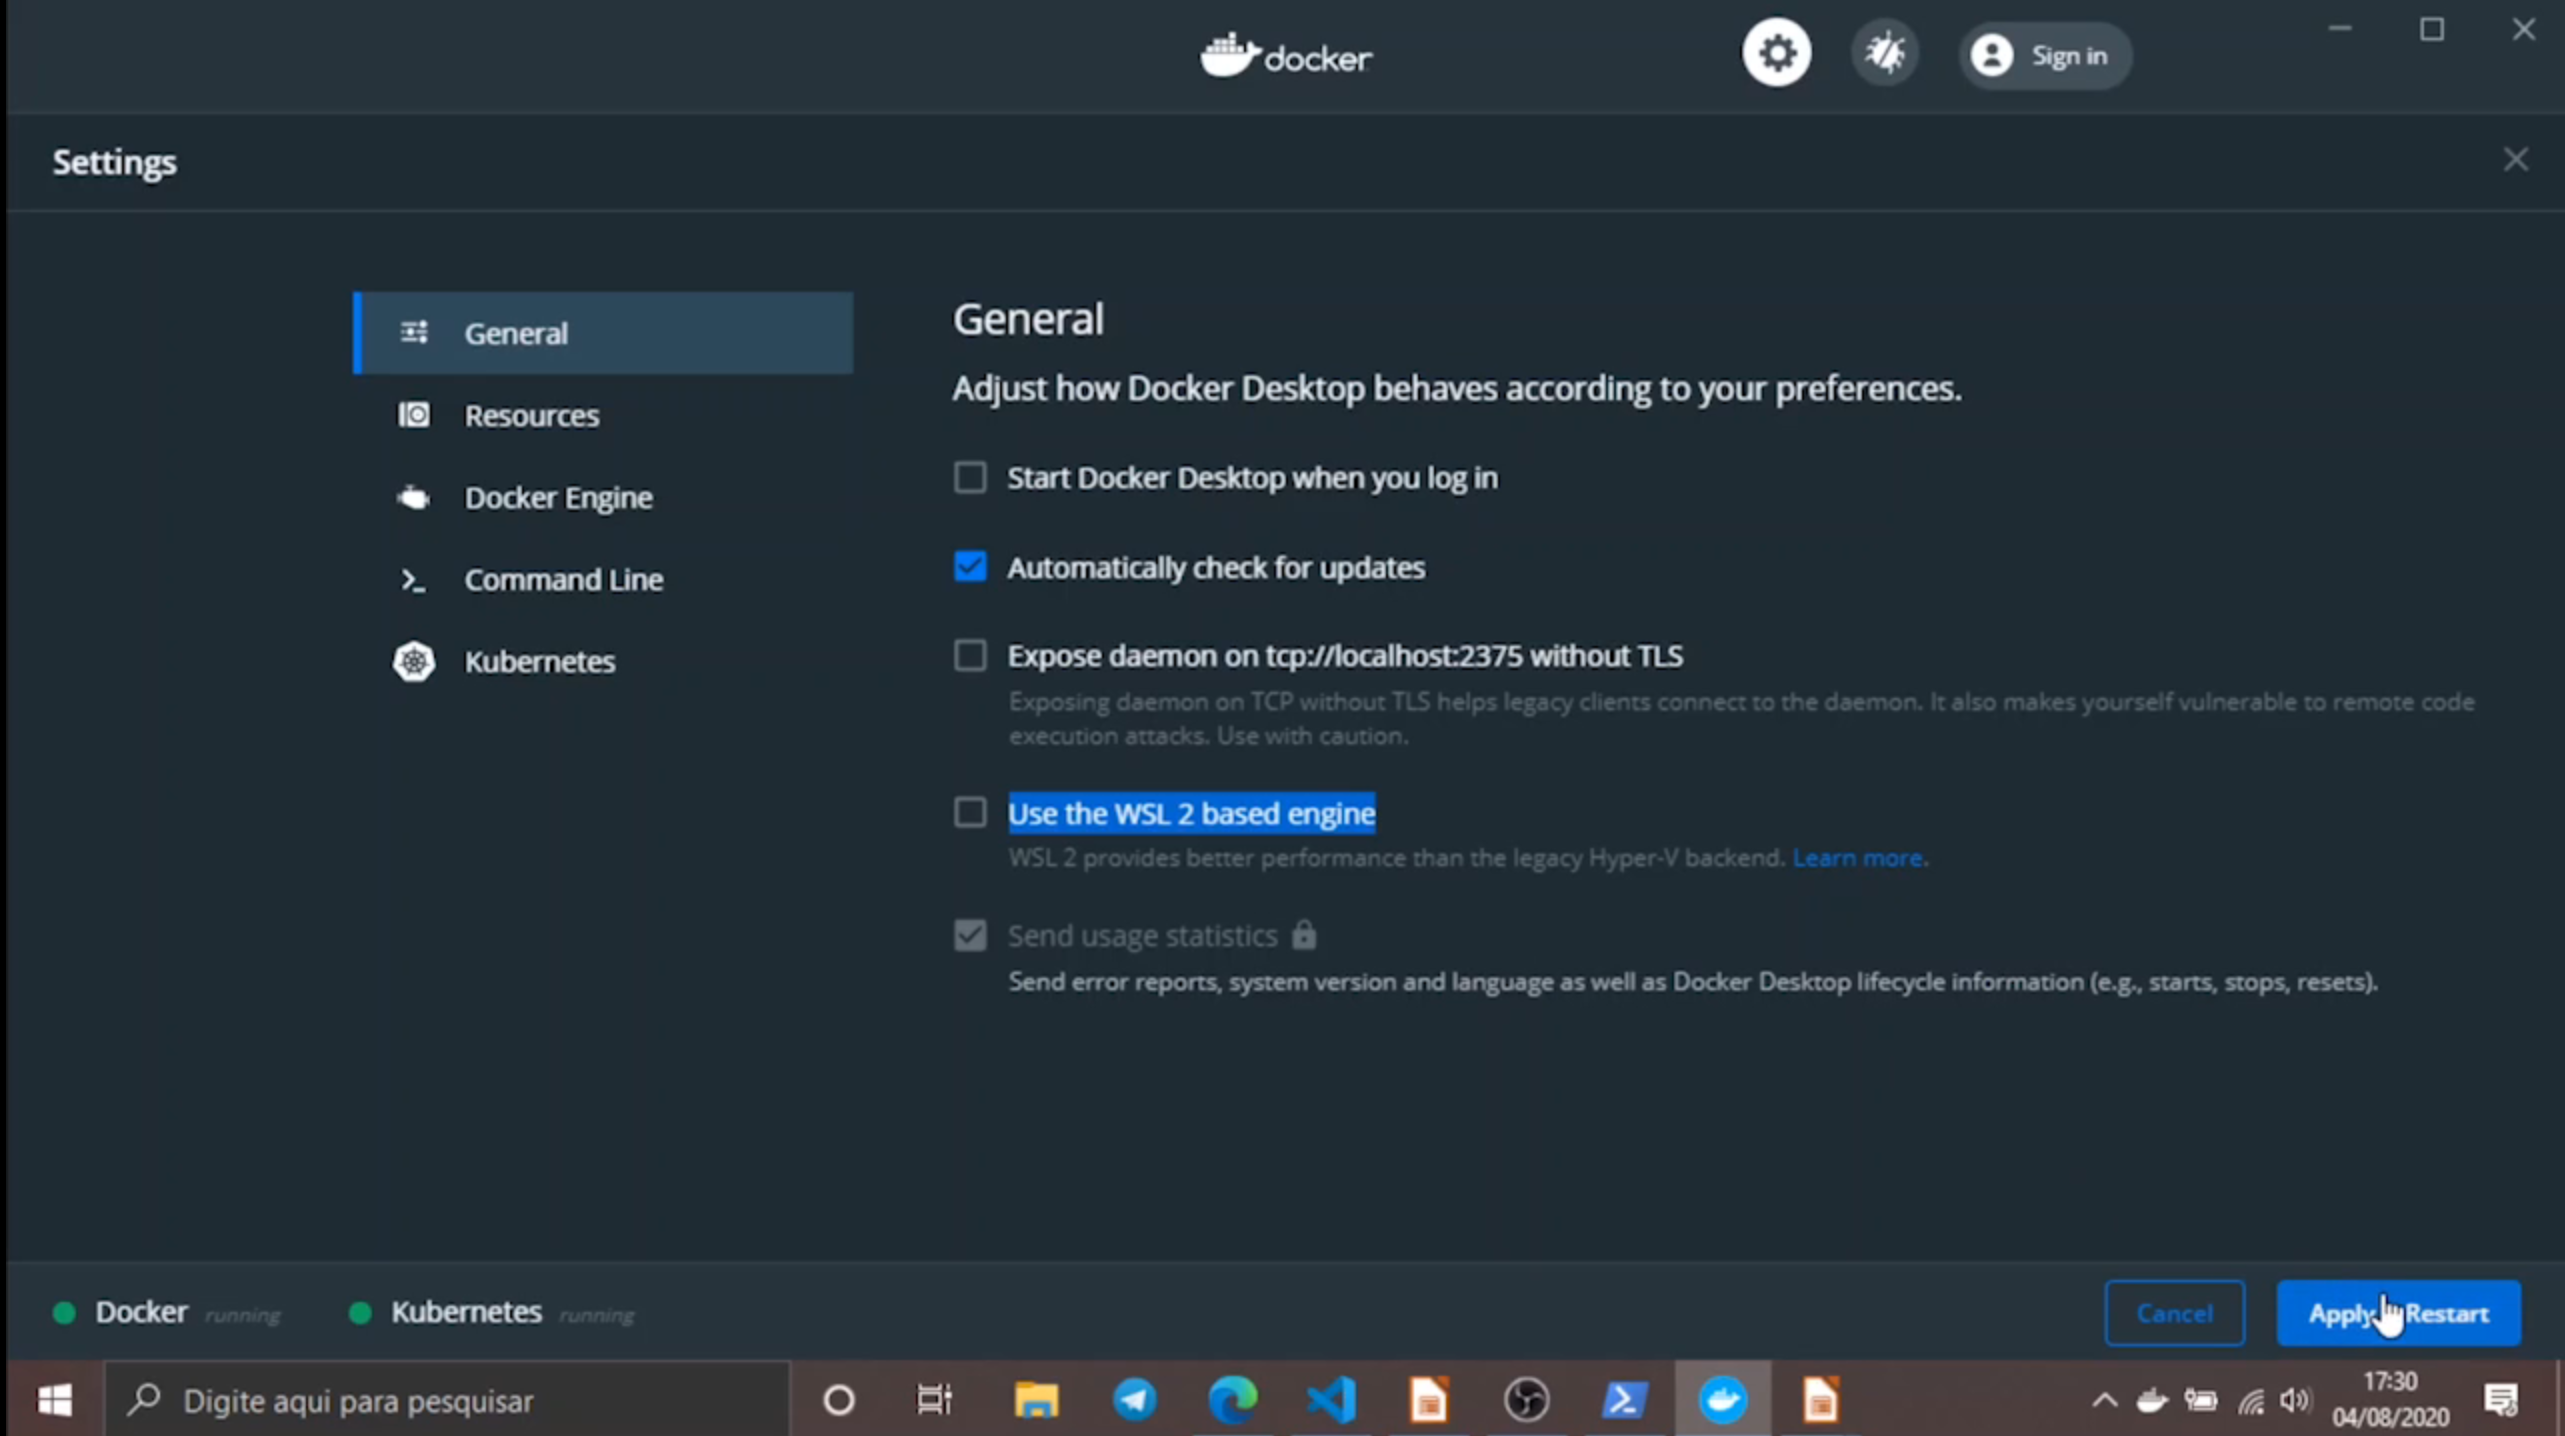 docker
Sign in
Settings
General
Resources
Docker Engine
Command Line
Kubernetes
General
Adjust how Docker Desktop behaves according to your preferences.
Start Docker Desktop when you log in
Automatically check for updates
Expose daemon on tcp://localhost:2375 without TLS
Exposing daemon on TCP without TLS helps legacy clients connect to the daemon. It also makes yourself vulnerable to remote code
execution attacks. Use with caution.
Use the WSL 2 based engine
WSL 2 provides better performance than the legacy Hyper-V backend. Learn more.
Send usage statistics
Send error reports, system version and language as well as Docker Desktop lifecycle information (e.g., starts, stops, resets).
Docker running
Kubernetes running
Cancel
Apply Restart
Digite aqui para pesquisar
17:30
04/08/2020